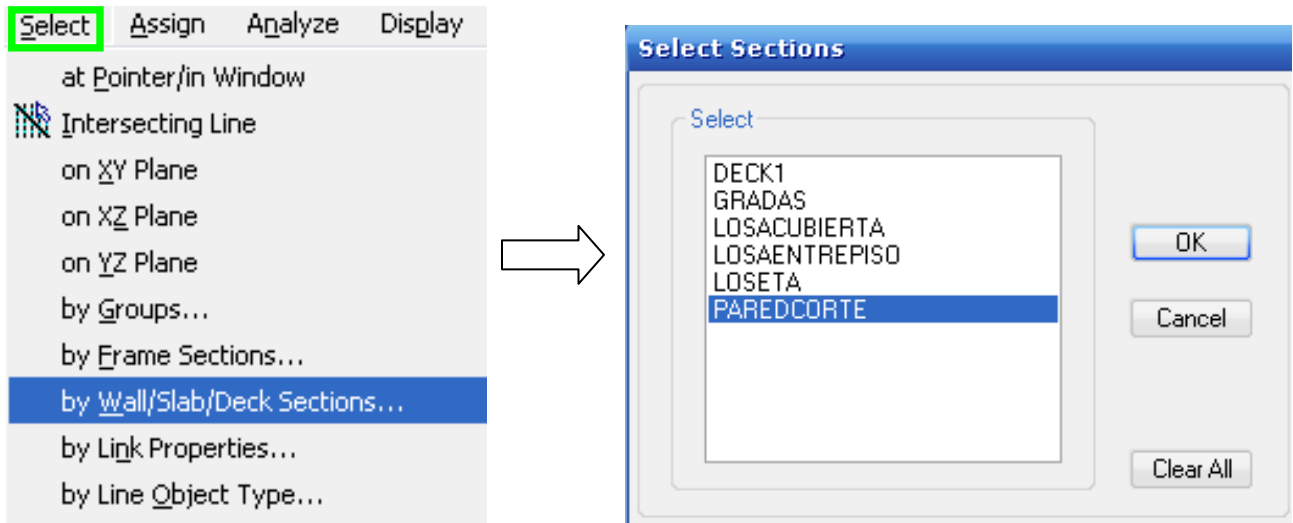 Select Assign Analyze Display
at Pointer/in Window
Intersecting Line
on XY Plane
on XZ Plane
on YZ Plane
by Groups...
by Frame Sections...
by Wall/Slab/Deck Sections...
by Link Properties...
by Line Object Type...
Select Sections
Select
DECK1
GRADAS
LOSACUBIERTA
LOSAENTREPISO
LOSETA
PAREDCORTE
OK
Cancel
Clear All